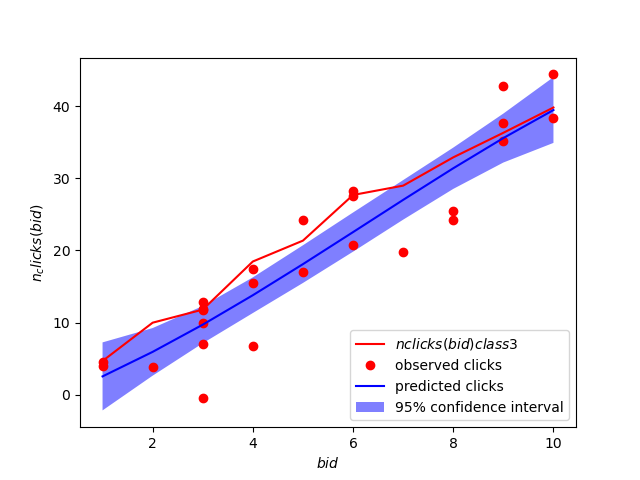 40
30
20
10
0
n_clicks(bid)
nclicks(bid)class3
observed clicks
predicted clicks
95% confidence interval
2
4
6
8
10
bid